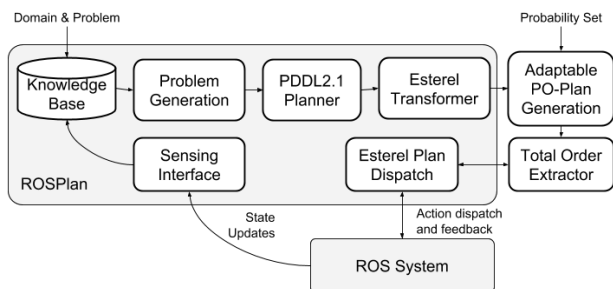 Domain & Problem
Probability Set
Knowledge
Base
Problem
Generation
PDDL2.1
Planner
Esterel
Transformer
Adaptable
PO-Plan
Generation
Sensing
Interface
Esterel Plan
Dispatch
Total Order
Extractor
ROSPlan
State
Updates
Action dispatch
and feedback
ROS System